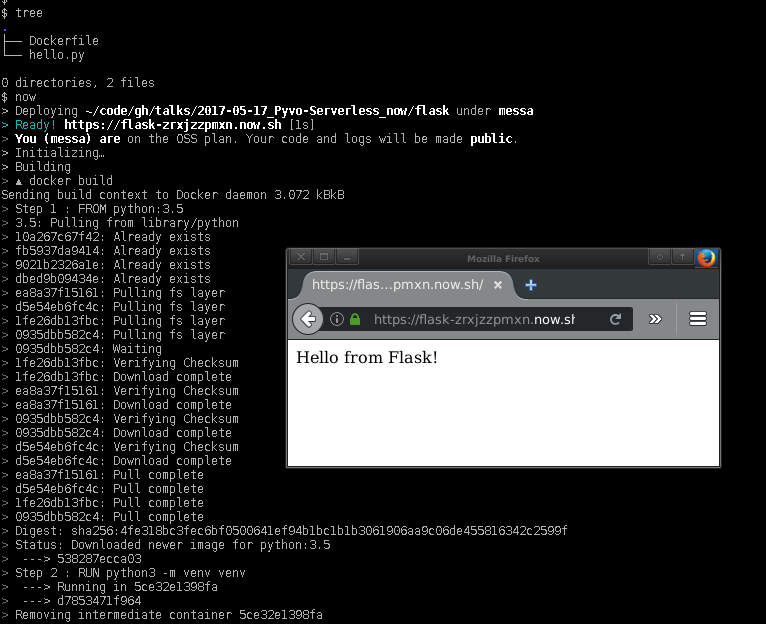 $ tree
.
├── Dockerfile
└── hello.py
0 directories, 2 files
$ now
> Deploying ~/code/gh/talks/2017-05-17_Pyvo-Serverless_now/flask under messa
> Ready! https://flask-zrxjzzpmxn.now.sh [1s]
> You (messa) are on the OSS plan. Your code and logs will be made public.
> Initializing…
> Building
> ▲ docker build
Sending build context to Docker daemon 3.072 kBkB
> Step 1 : FROM python:3.5
> 3.5: Pulling from library/python
> 10a267c67f42: Already exists
> fb5937da9414: Already exists
> 9021b2326a1e: Already exists
> dbed9b09434e: Already exists
> ea8a37f15161: Pulling fs layer
> d5e54eb6fc4c: Pulling fs layer
> 1fe26db13fbc: Pulling fs layer
> 0935dbb582c4: Pulling fs layer
> 0935dbb582c4: Waiting
> 1fe26db13fbc: Verifying Checksum
> 1fe26db13fbc: Download complete
> ea8a37f15161: Verifying Checksum
> ea8a37f15161: Download complete
> 0935dbb582c4: Verifying Checksum
> 0935dbb582c4: Download complete
> d5e54eb6fc4c: Verifying Checksum
> d5e54eb6fc4c: Download complete
> ea8a37f15161: Pull complete
> d5e54eb6fc4c: Pull complete
> 1fe26db13fbc: Pull complete
> 0935dbb582c4: Pull complete
> Digest: sha256:4fe318bc3fec6bf0500641ef94b1bc1b1b3061906aa9c06de455816342c2599f
> Status: Downloaded newer image for python:3.5
>  ---> 538287ecca03
> Step 2 : RUN python3 -m venv venv
>  ---> Running in 5ce32e1398fa
>  ---> d7853471f964
> Removing intermediate container 5ce32e1398fa
Mozilla Firefox
https://flas...pmxn.now.sh/
https://flask-zrxjzzpmxn.now.sh
Hello from Flask!